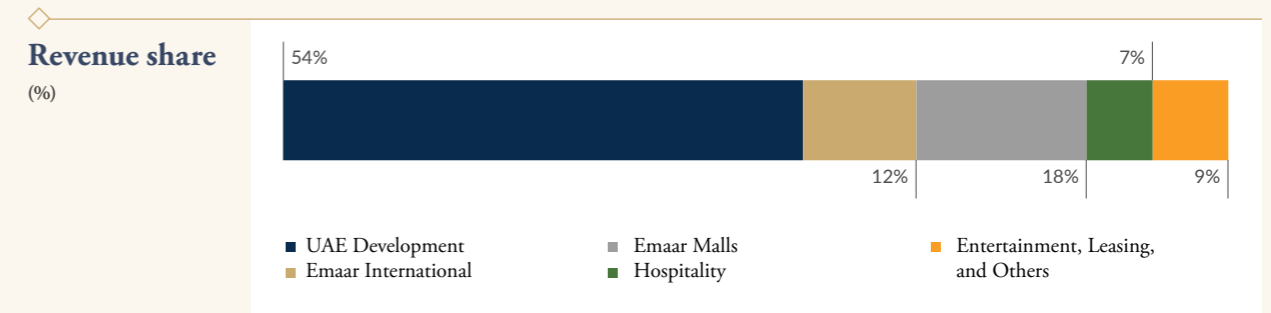 Revenue share
(%)
54%
7%
12%
18%
9%
UAE Development
Emaar International
Emaar Malls
Hospitality
Entertainment, Leasing,
and Others